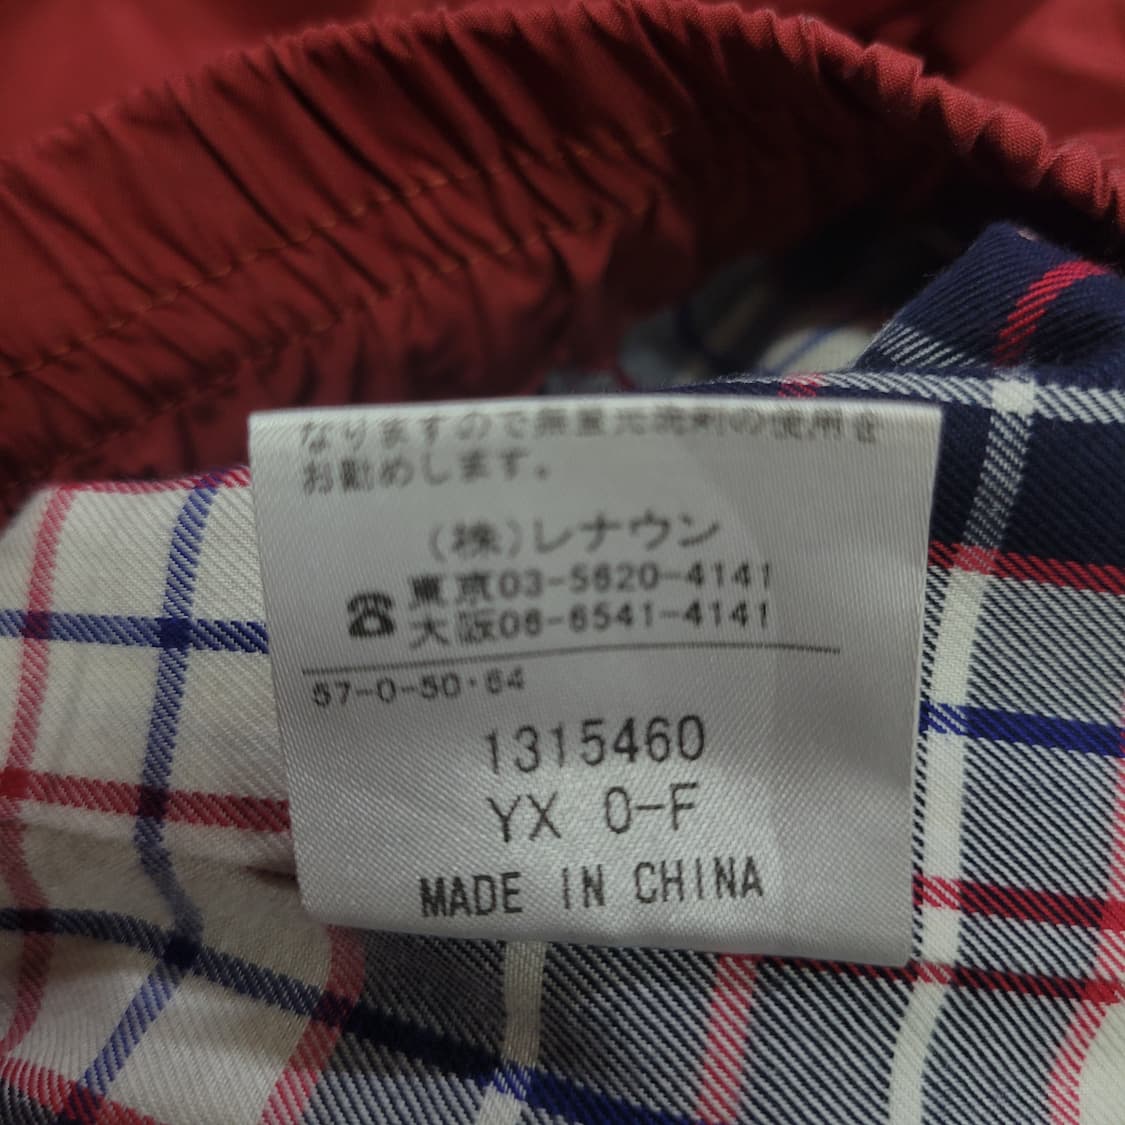 なりますので無蛍光洗剤の使用を
お勧めします。
(株)レナウン
☎ 東京03-5620-4141
大阪06-6541-4141
57-0-50・64
1315460
YX 0-F
MADE IN CHINA